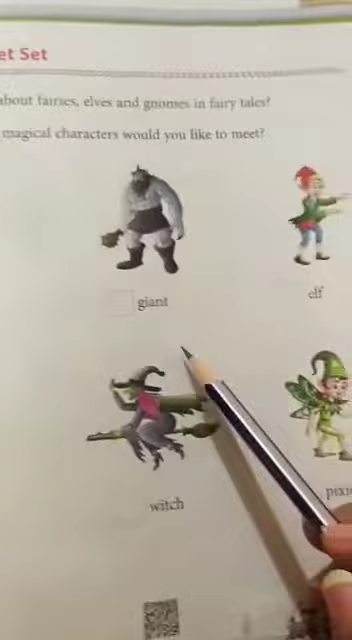 et Set
about fairies, elves and gnomes in fairy tales?
magical characters would you like to meet?
giant
elf
witch
pixie